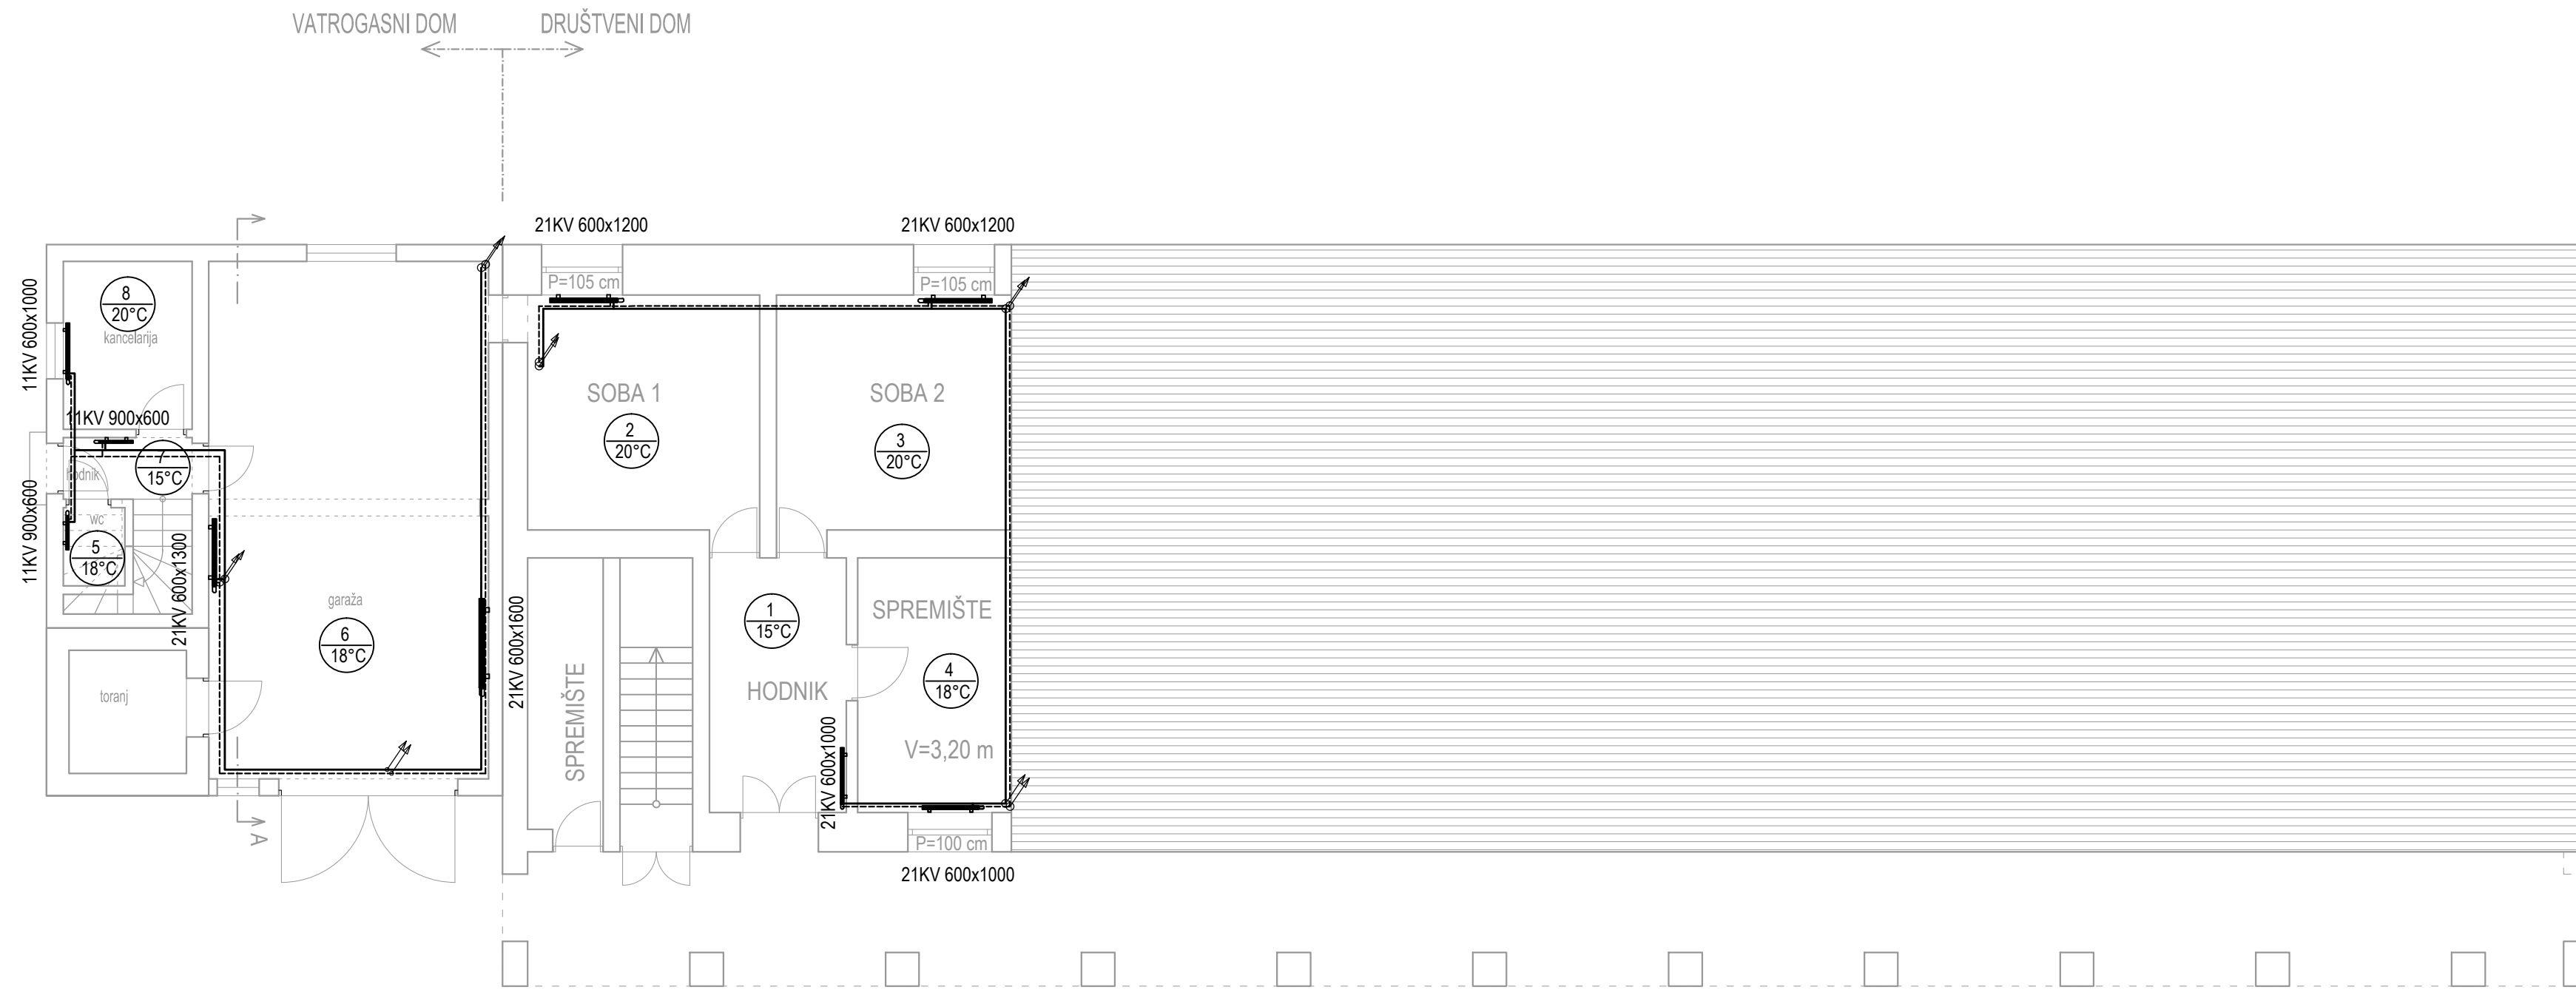 VATROGASNI DOM
DRUŠTVENI DOM
21KV 600x1200
21KV 600x1200
P=105 cm
P=105 cm
11KV 600x1000
8
20°C
kancelarija
11KV 900x600
7
15°C
hodnik
11KV 900x600
wc
5
18°C
21KV 600x1300
garaža
6
18°C
toranj
A
21KV 600x1600
SOBA 1
2
20°C
SOBA 2
3
20°C
SPREMIŠTE
1
15°C
HODNIK
SPREMIŠTE
4
18°C
V=3,20 m
21KV 600x1000
P=100 cm
21KV 600x1000